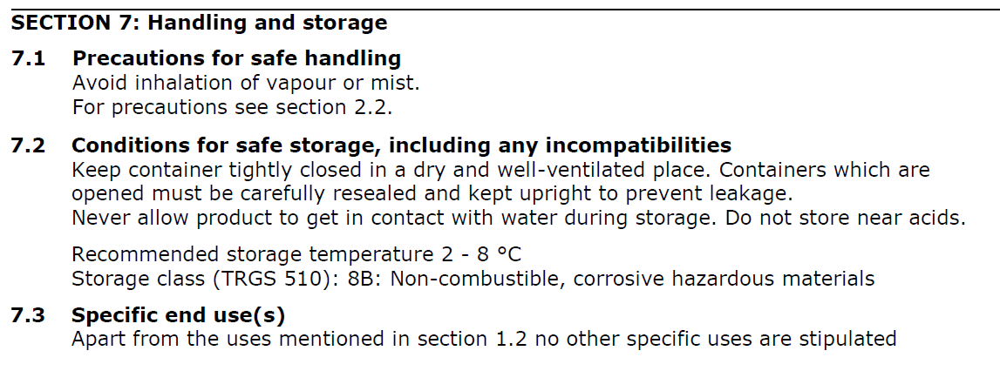 SECTION 7: Handling and storage
7.1 Precautions for safe handling
Avoid inhalation of vapour or mist.
For precautions see section 2.2.
7.2 Conditions for safe storage, including any incompatibilities
Keep container tightly closed in a dry and well-ventilated place. Containers which are
opened must be carefully resealed and kept upright to prevent leakage.
Never allow product to get in contact with water during storage. Do not store near acids.
Recommended storage temperature 2 - 8 °C
Storage class (TRGS 510): 8B: Non-combustible, corrosive hazardous materials
7.3 Specific end use(s)
Apart from the uses mentioned in section 1.2 no other specific uses are stipulated